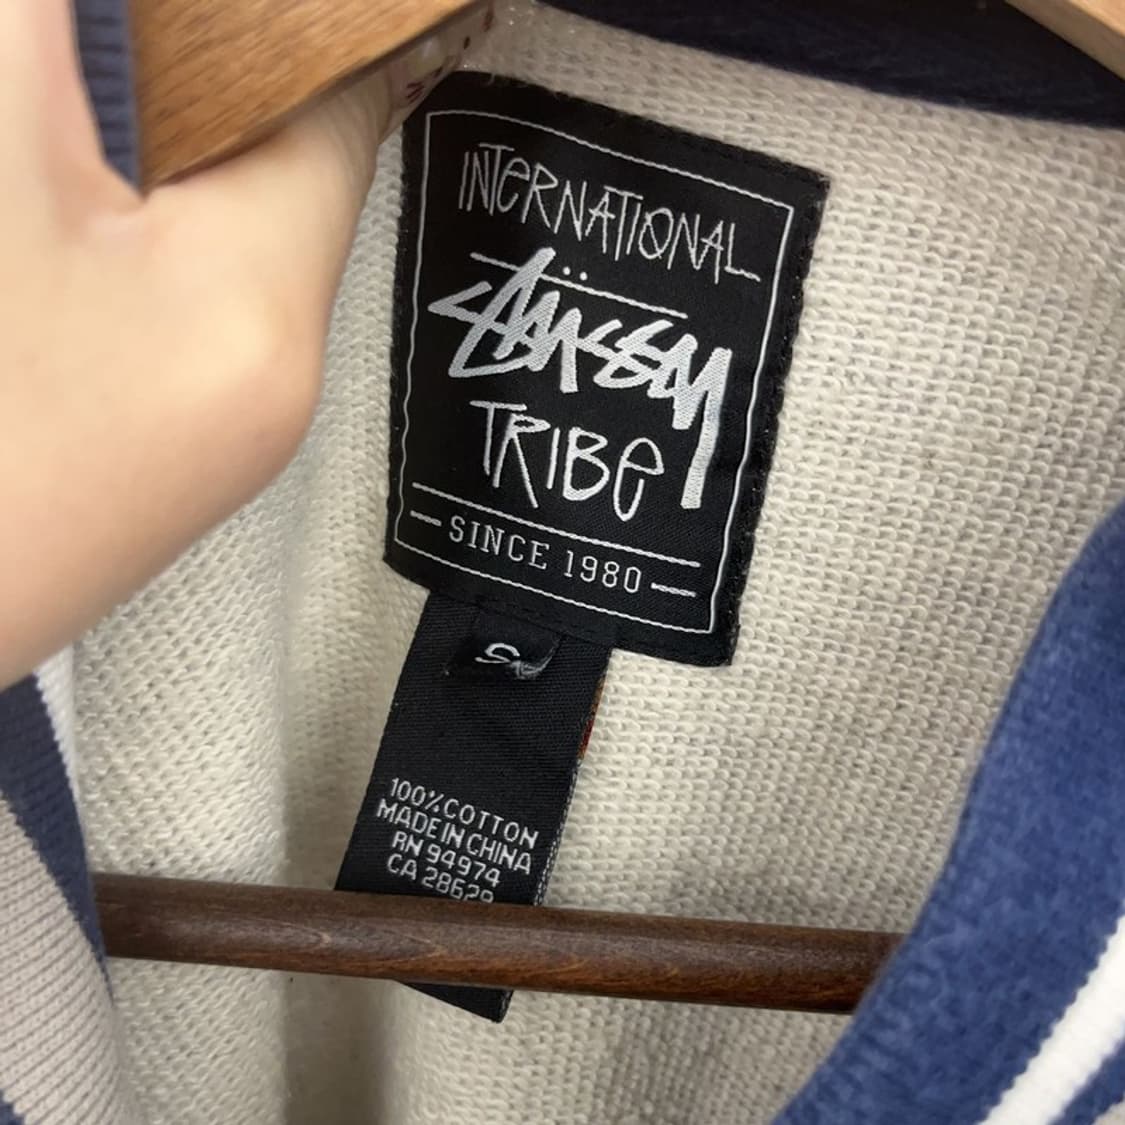 INTERNATIONAL
STÜSSY
TRIBE
SINCE 1980
S
100%COTTON
MADE IN CHINA
RN 94974
CA 28629